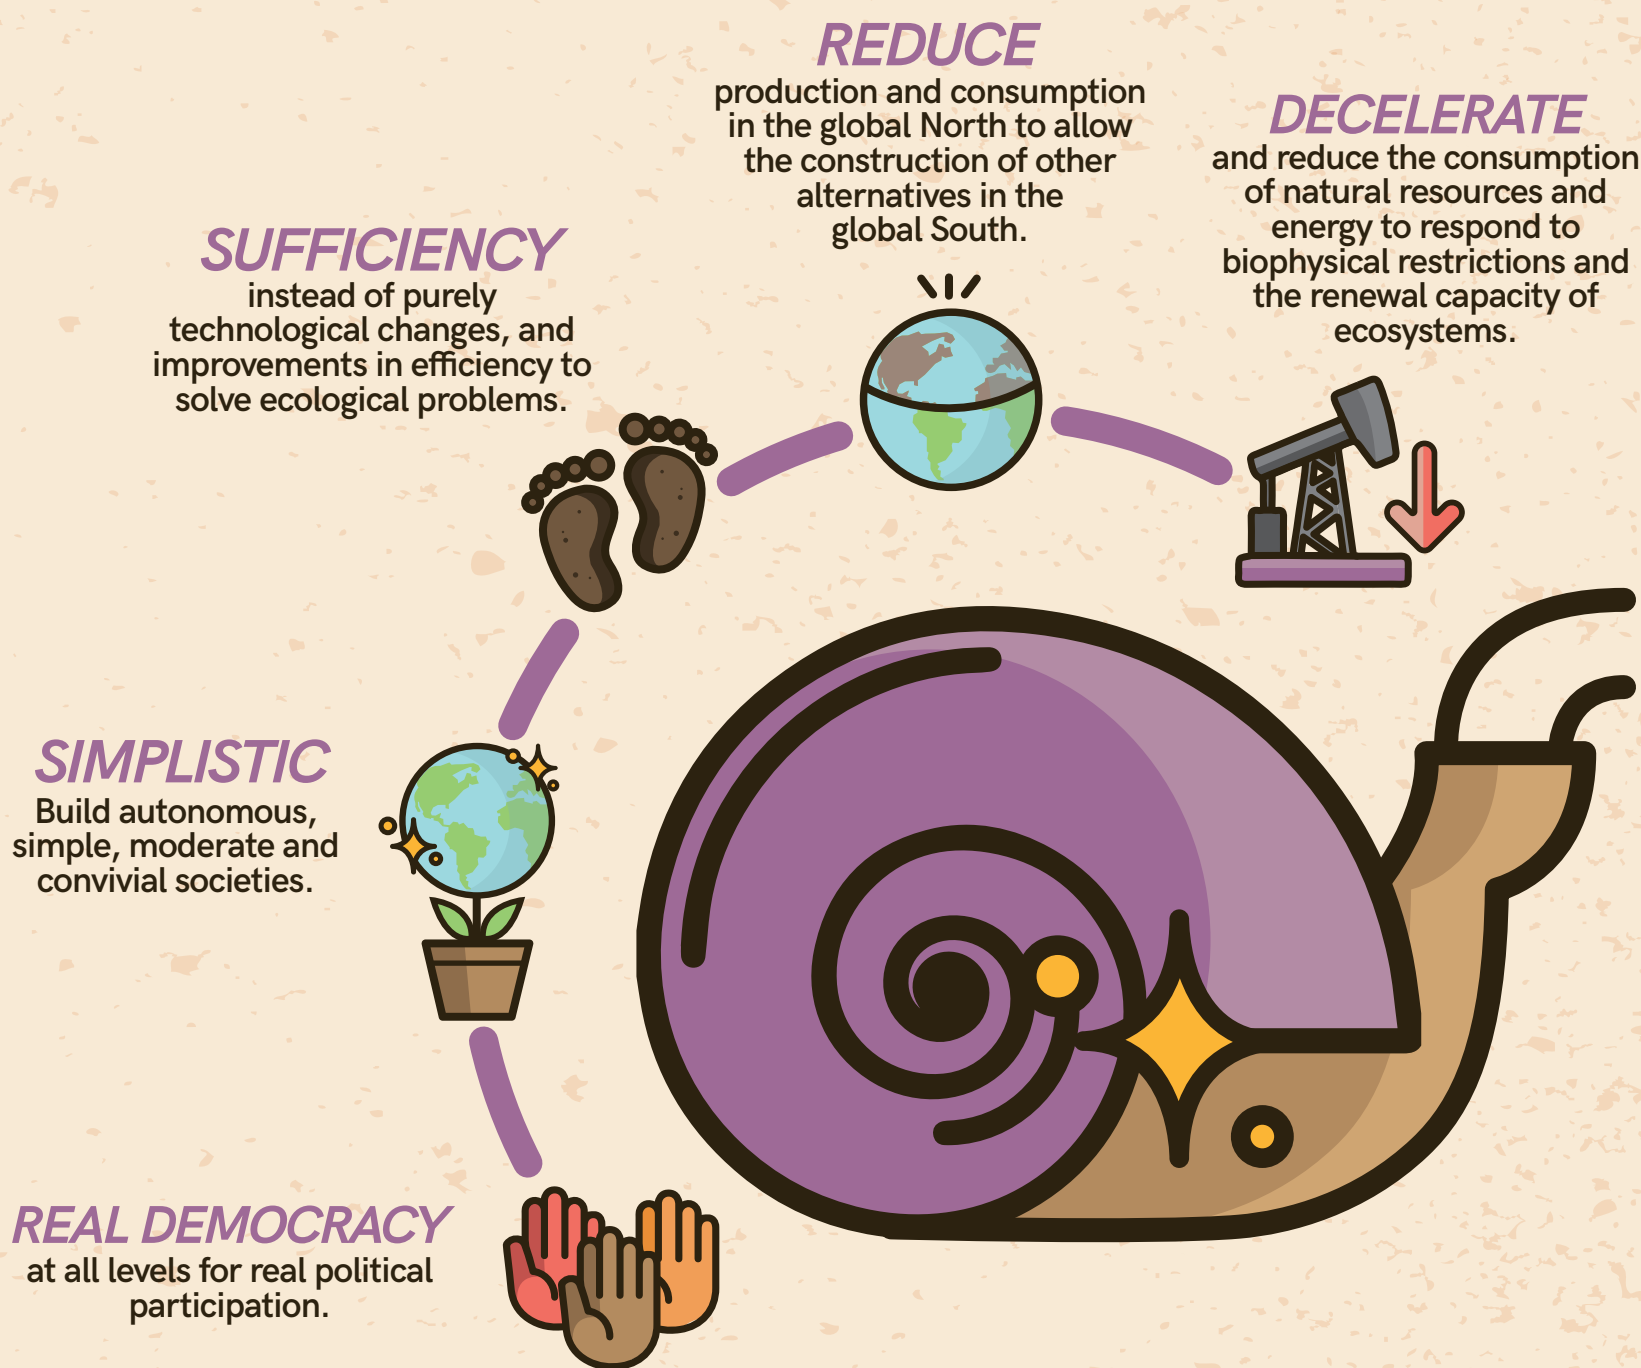 REDUCE
production and consumption
in the global North to allow
the construction of other
alternatives in the
global South.
DECELERATE
and reduce the consumption
of natural resources and
energy to respond to
biophysical restrictions and
the renewal capacity of
ecosystems.
SUFFICIENCY
instead of purely
technological changes, and
improvements in efficiency to
solve ecological problems.
SIMPLISTIC
Build autonomous,
simple, moderate and
convivial societies.
REAL DEMOCRACY
at all levels for real political
participation.